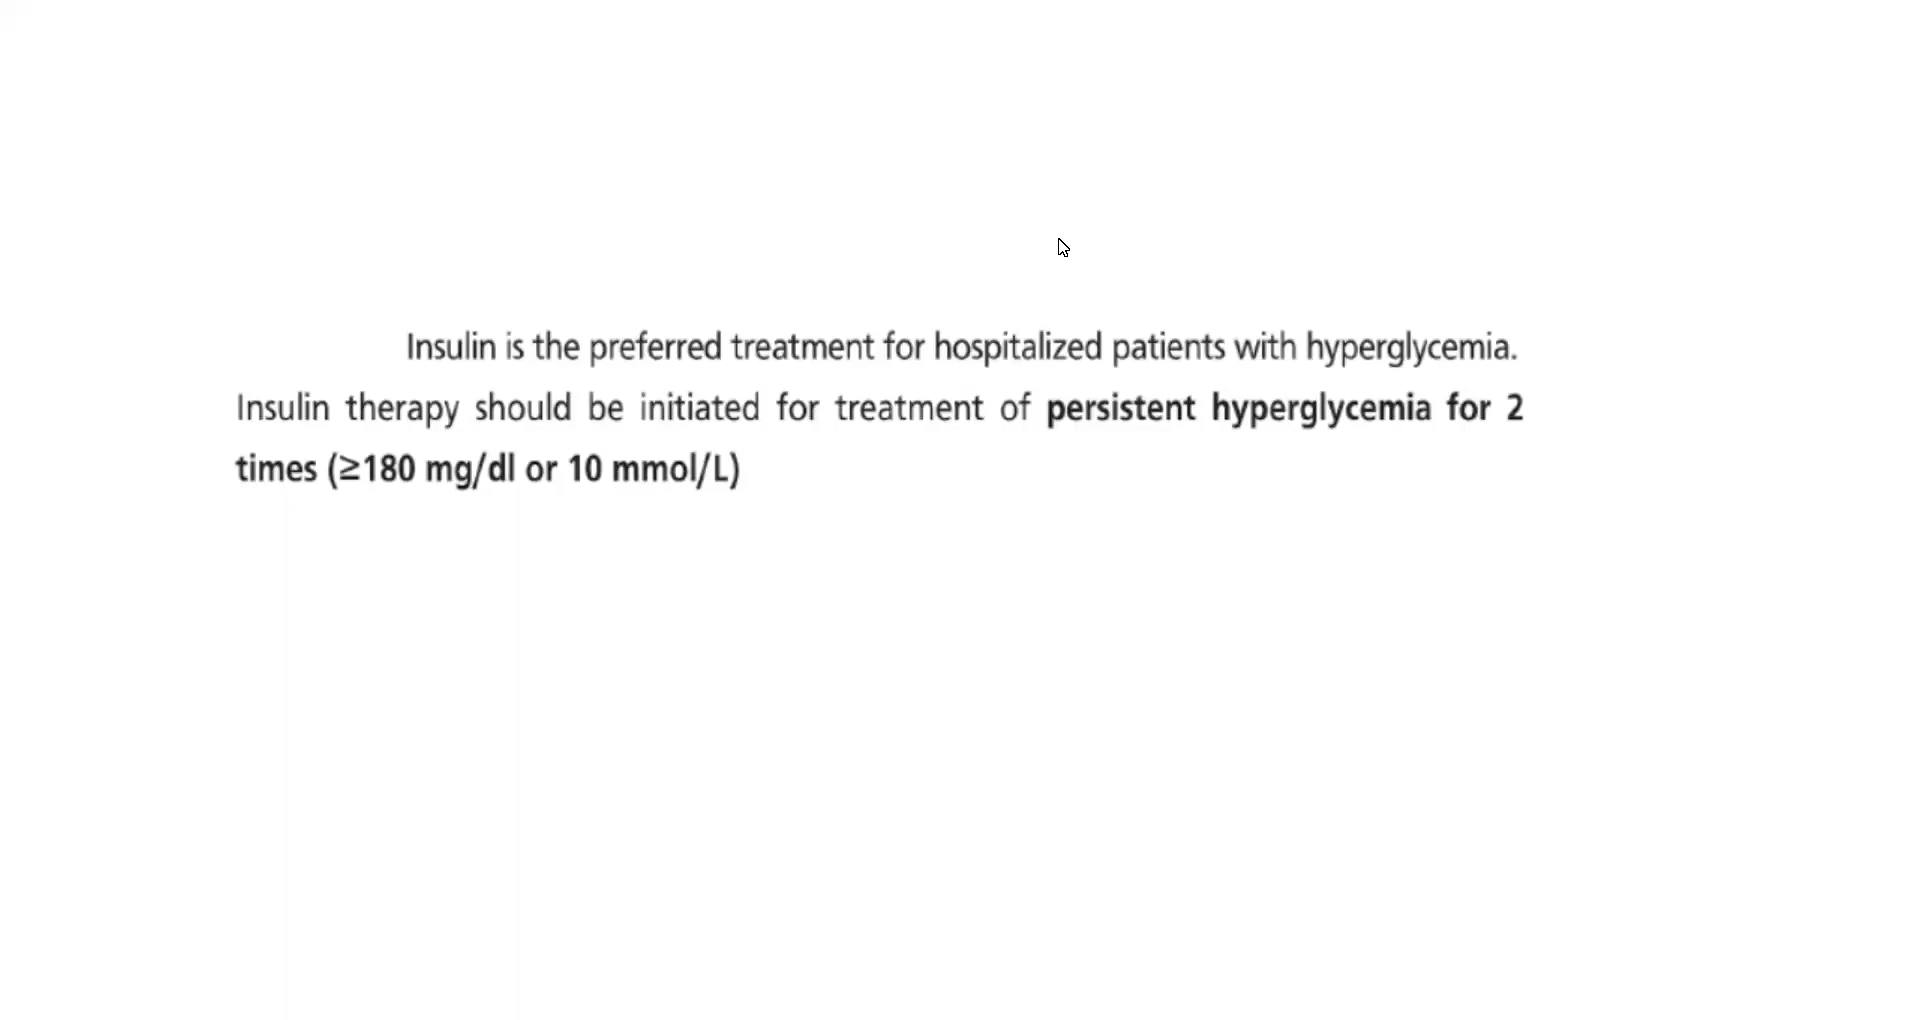 Insulin is the preferred treatment for hospitalized patients with hyperglycemia.
Insulin therapy should be initiated for treatment of persistent hyperglycemia for 2
times (≥180 mg/dl or 10 mmol/L)